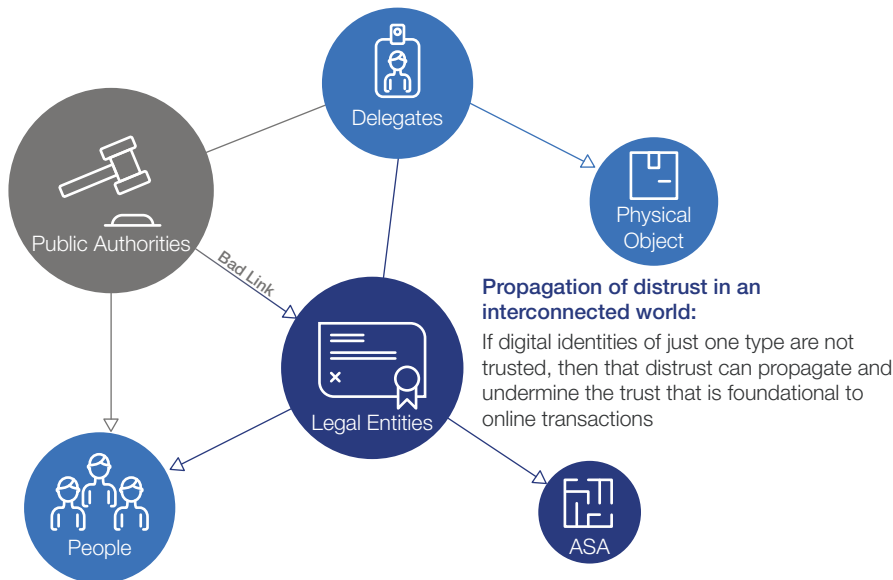 Delegates
Public Authorities
Physical
Object
Bad Link
Propagation of distrust in an
interconnected world:
If digital identities of just one type are not
trusted, then that distrust can propagate and
undermine the trust that is foundational to
online transactions
Legal Entities
People
ASA